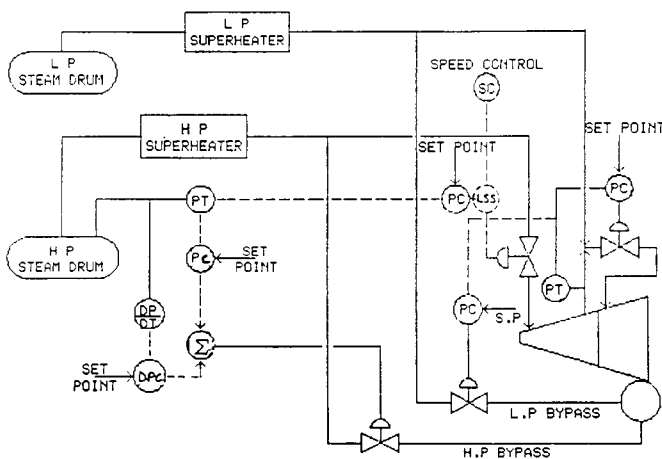 L P
SUPERHEATER
L P
STEAM DRUM
SPEED CONTROL
SC
H P
SUPERHEATER
SET POINT
SET POINT
PT
PC
LSS
PC
H P
STEAM DRUM
PC
SET
POINT
PT
DP
DT
PC
S.P
Σ
SET
POINT
DPC
L.P BYPASS
H.P BYPASS